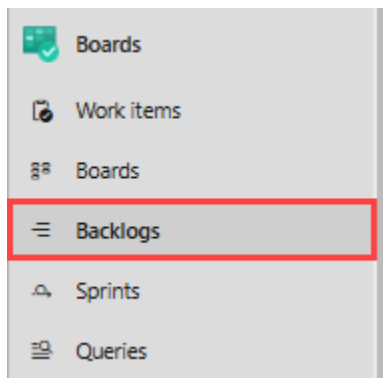 Boards
Work items
Boards
Backlogs
Sprints
Queries